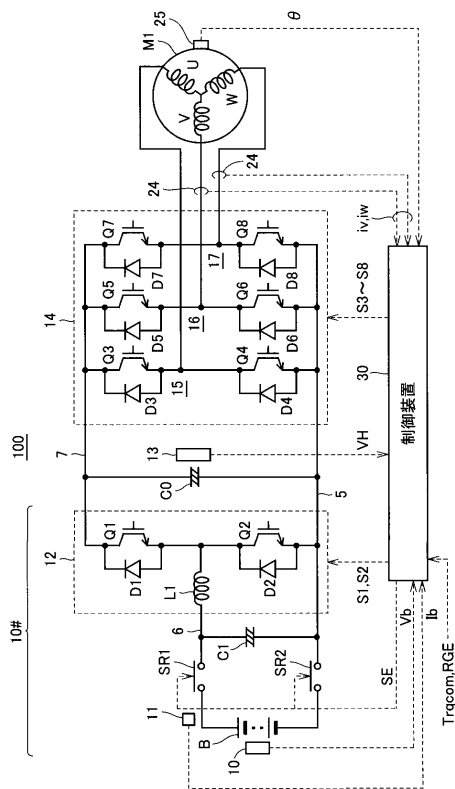 100
10#
12
7
14
M1
25
θ
U
V
W
24
24
iv,iw
Q1
D1
Q2
D2
L1
6
C1
SR1
SR2
11
B
10
C0
13
VH
5
Q3
D3
Q4
D4
15
Q5
D5
Q6
D6
16
Q7
D7
Q8
D8
17
S3～S8
30
制御装置
S1,S2
SE
Vb
Ib
Trqcom,RGE